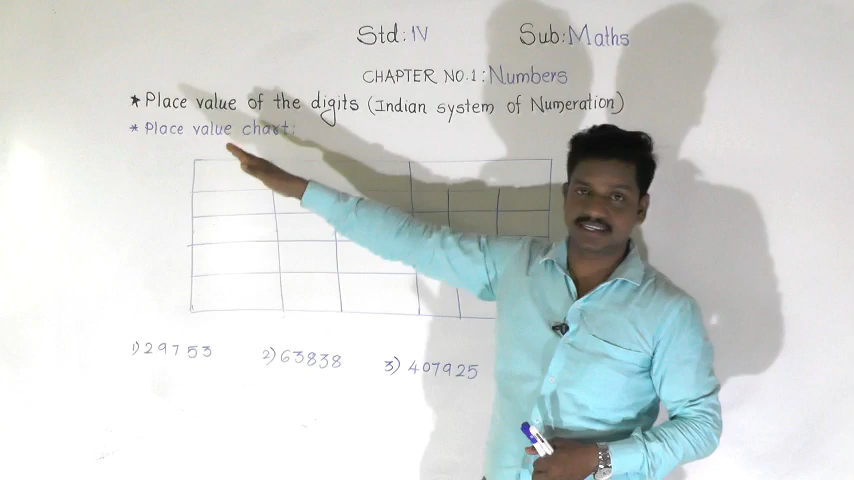 Std: IV Sub: Maths
CHAPTER NO.1: Numbers
* Place value of the digits (Indian system of Numeration)
* Place value chart:
1) 29753 2) 63838 3) 407925